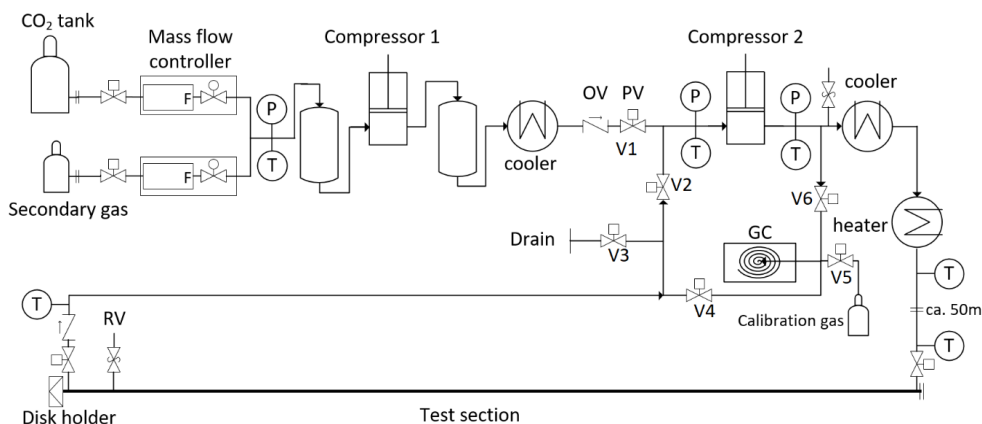 CO₂ tank
Mass flow
controller
F
P
T
Secondary gas
F
Compressor 1
cooler
OV
PV
V1
Compressor 2
P
T
P
T
cooler
V2
V6
heater
Drain
V3
GC
V5
V4
Calibration gas
T
ca. 50m
T
T
RV
Disk holder
Test section